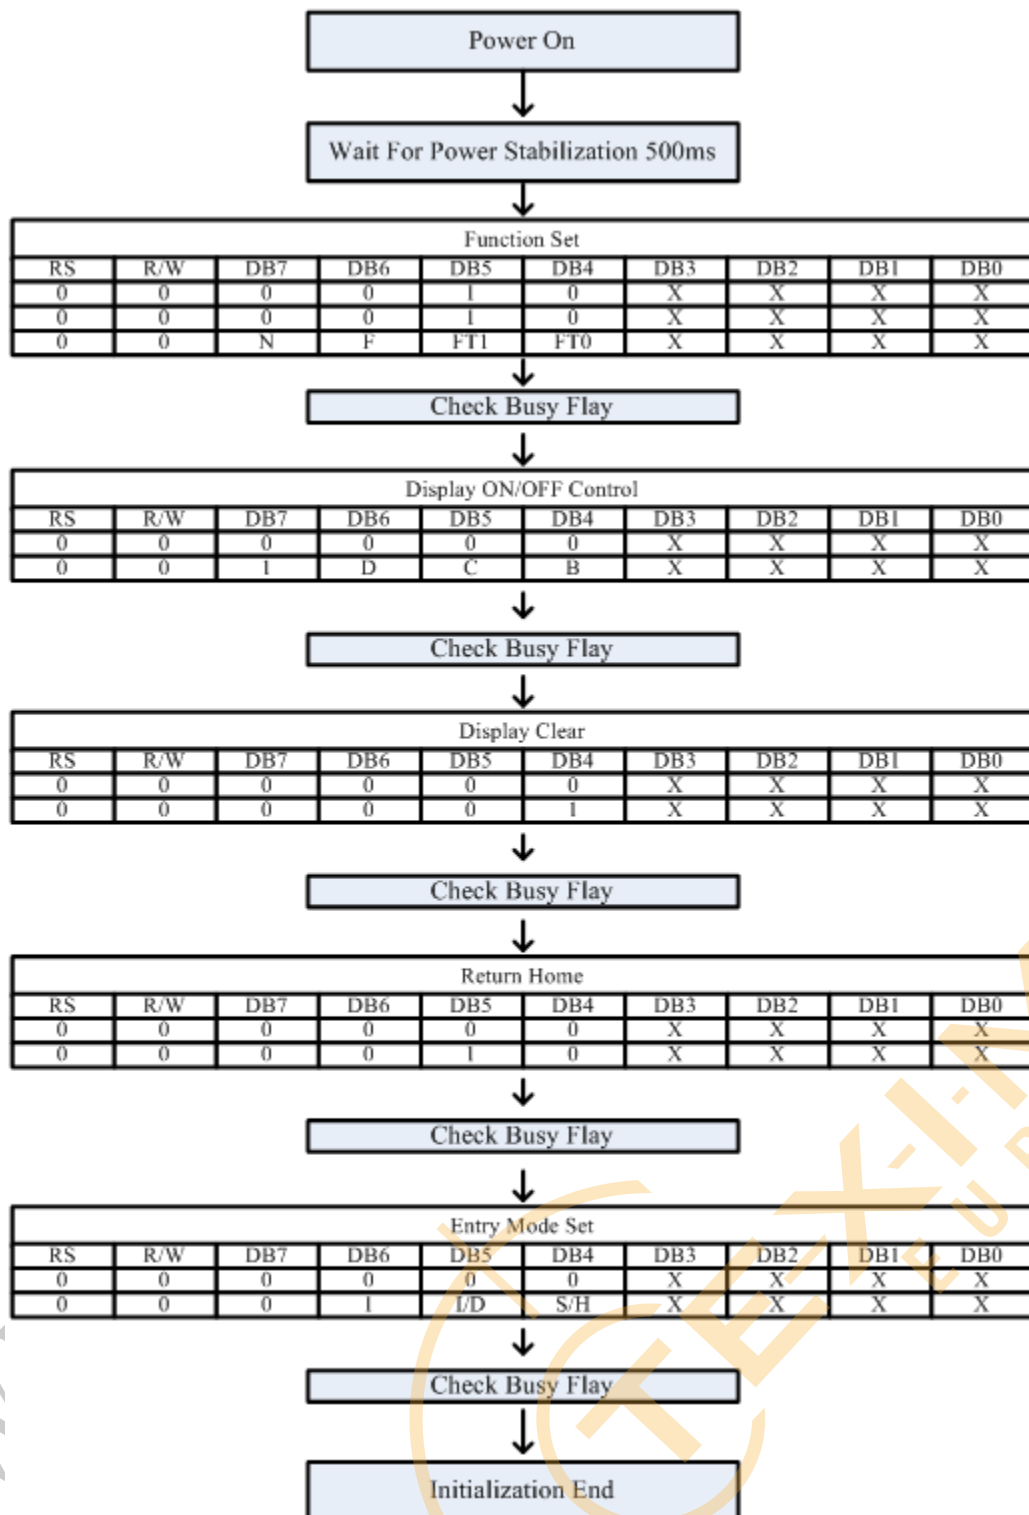 Power On
Wait For Power Stabilization 500ms
Function Set
RS R/W DB7 DB6 DB5 DB4 DB3 DB2 DB1 DB0
0 0 0 0 1 0 X X X X
0 0 0 0 1 0 X X X X
0 0 N F FT1 FT0 X X X X
Check Busy Flay
Display ON/OFF Control
RS R/W DB7 DB6 DB5 DB4 DB3 DB2 DB1 DB0
0 0 0 0 0 0 X X X X
0 0 1 D C B X X X X
Check Busy Flay
Display Clear
RS R/W DB7 DB6 DB5 DB4 DB3 DB2 DB1 DB0
0 0 0 0 0 0 X X X X
0 0 0 0 0 1 X X X X
Check Busy Flay
Return Home
RS R/W DB7 DB6 DB5 DB4 DB3 DB2 DB1 DB0
0 0 0 0 0 0 X X X X
0 0 0 0 1 0 X X X X
Check Busy Flay
Entry Mode Set
RS R/W DB7 DB6 DB5 DB4 DB3 DB2 DB1 DB0
0 0 0 0 0 0 X X X X
0 0 0 1 I/D S/H X X X X
Check Busy Flay
Initialization End